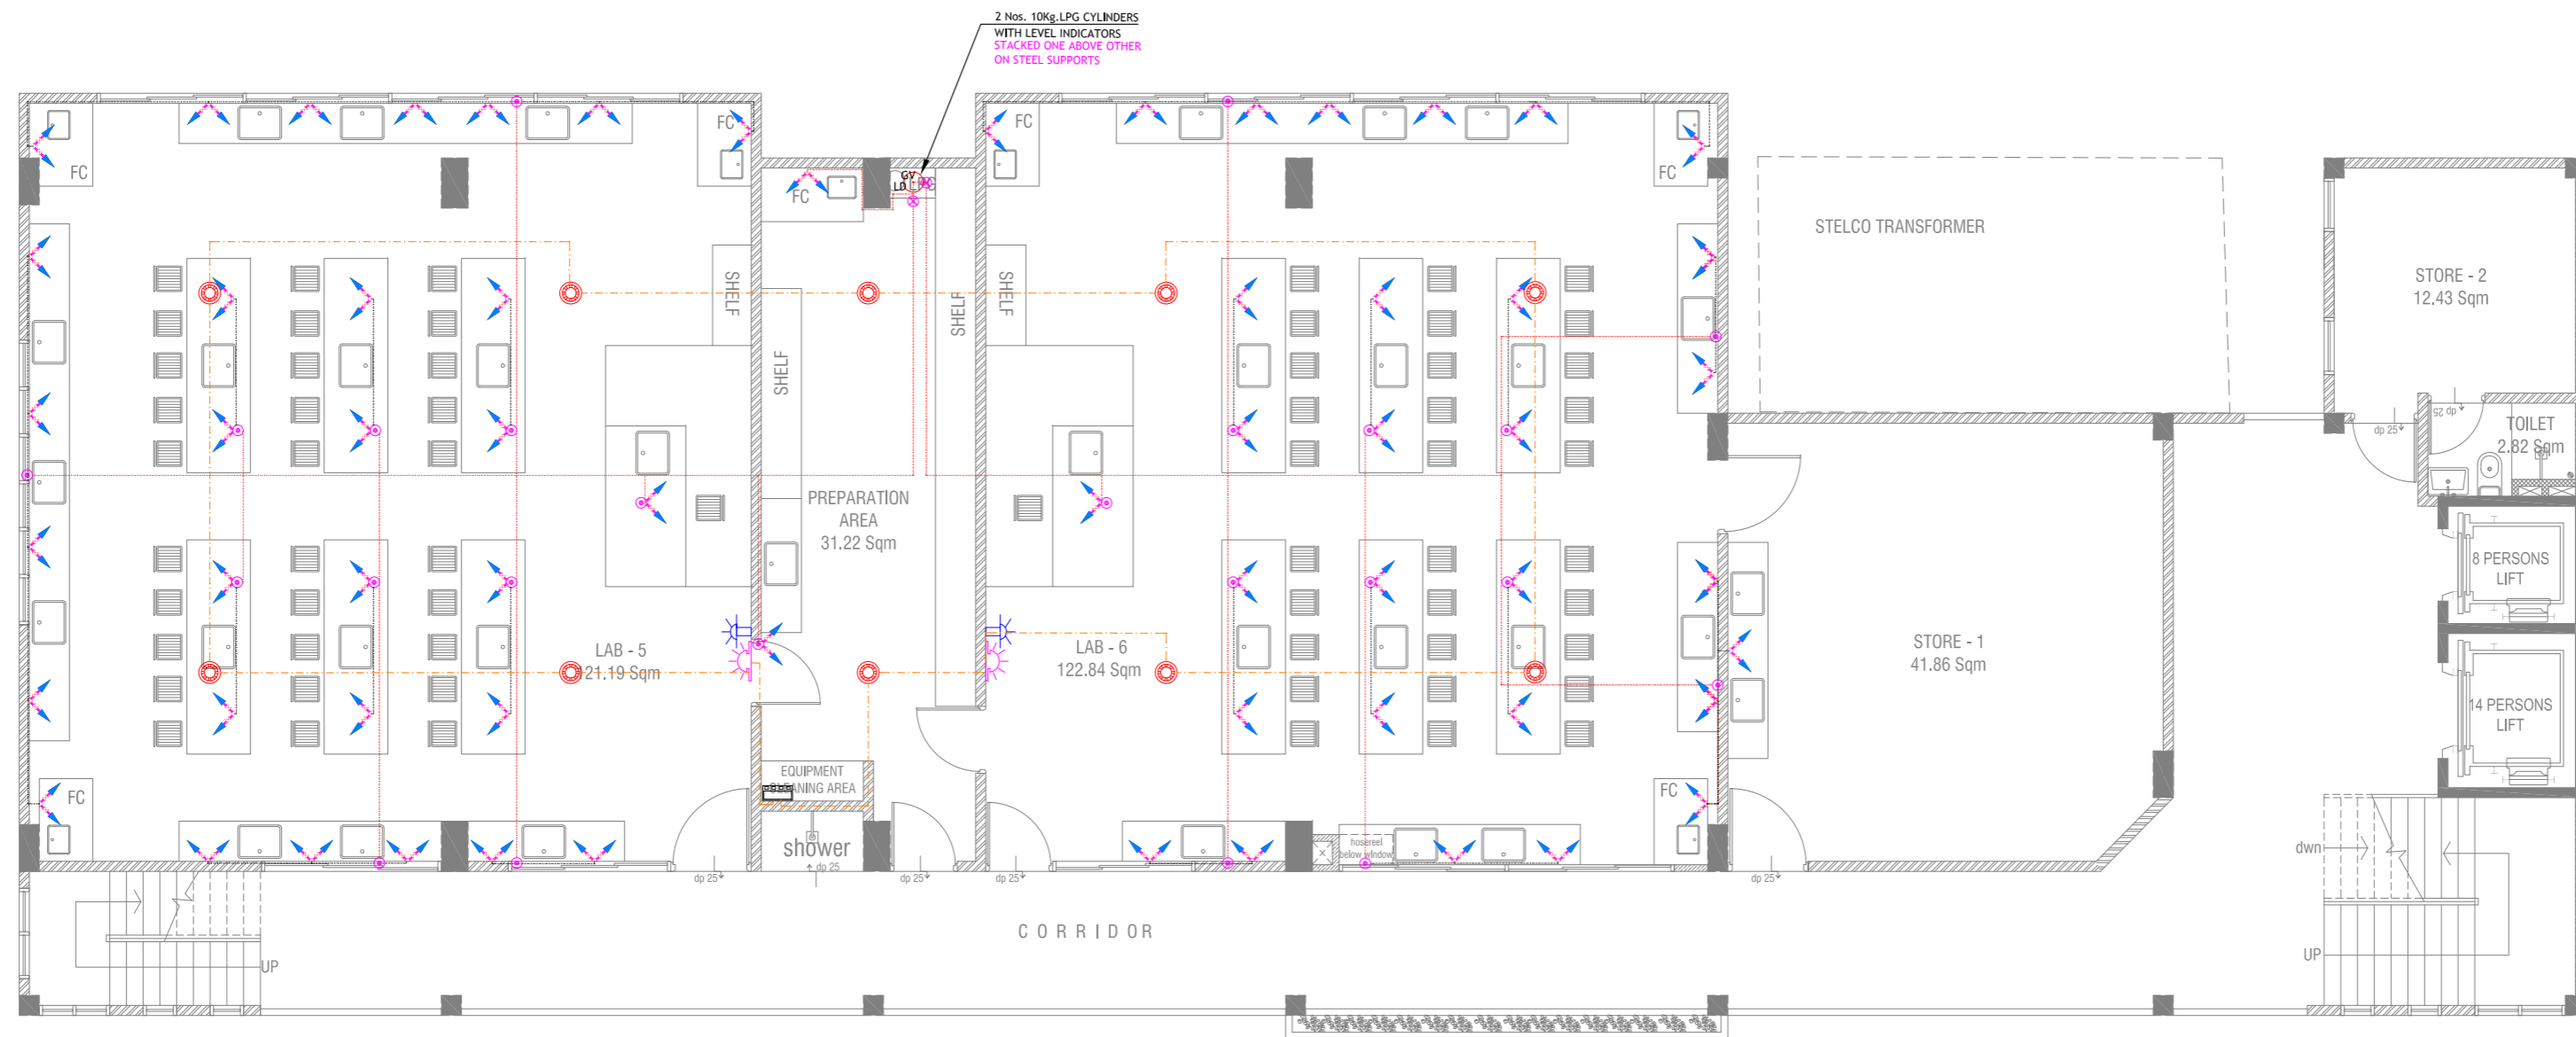 2 Nos. 10Kg.LPG CYLINDERS
WITH LEVEL INDICATORS
STACKED ONE ABOVE OTHER
ON STEEL SUPPORTS
FC
FC
FC
FC
FC
GV
LD
STELCO TRANSFORMER
STORE - 2
12.43 Sqm
SHELF
SHELF
SHELF
SHELF
dp 25
dp 25
TOILET
2.82 Sqm
PREPARATION
AREA
31.22 Sqm
8 PERSONS
LIFT
LAB - 5
121.19 Sqm
LAB - 6
122.84 Sqm
STORE - 1
41.86 Sqm
14 PERSONS
LIFT
FC
EQUIPMENT
CLEANING AREA
FC
shower
hosereel
below window
dwn
dp 25
dp 25
dp 25
dp 25
dp 25
CORRIDOR
UP
UP